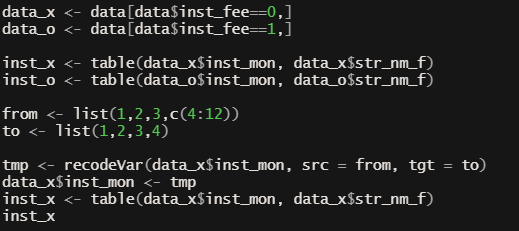 data_x <- data[data$inst_fee==0,]
data_o <- data[data$inst_fee==1,]
inst_x <- table(data_x$inst_mon, data_x$str_nm_f)
inst_o <- table(data_o$inst_mon, data_o$str_nm_f)
from <- list(1,2,3,c(4:12))
to <- list(1,2,3,4)
tmp <- recodeVar(data_x$inst_mon, src = from, tgt = to)
data_x$inst_mon <- tmp
inst_x <- table(data_x$inst_mon, data_x$str_nm_f)
inst_x